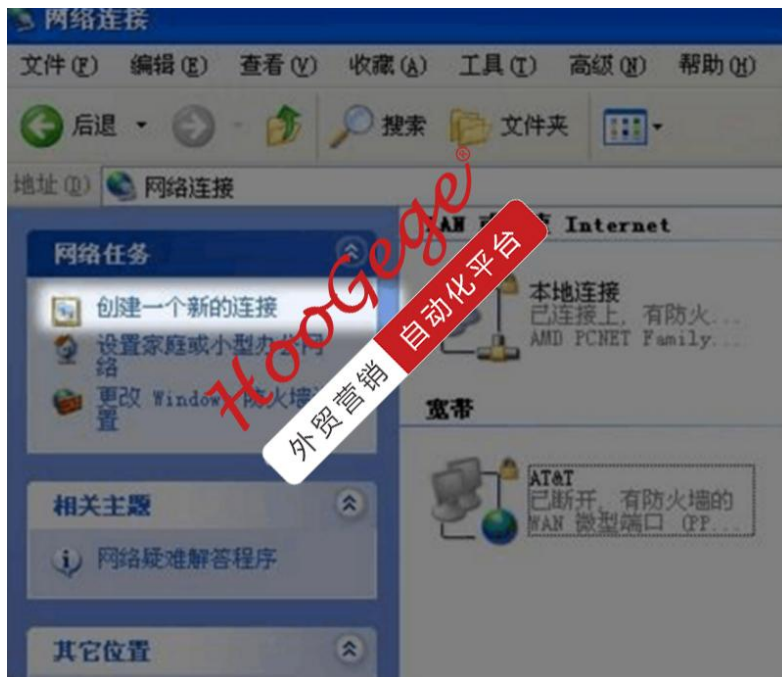 网络连接
文件(F) 编辑(E) 查看(V) 收藏(A) 工具(T) 高级(N) 帮助(H)
后退 搜索 文件夹
地址(D) 网络连接
网络任务
创建一个新的连接
设置家庭或小型办公网
络
更改 Window 防火墙
置
相关主题
网络疑难解答程序
其它位置
LAN Internet
本地连接
已连接上, 有防火...
AMD PCNET Family...
宽带
AT&T
已断开, 有防火墙的
WAN 微型端口 (PP...
HooGege®
外贸营销 自动化平台